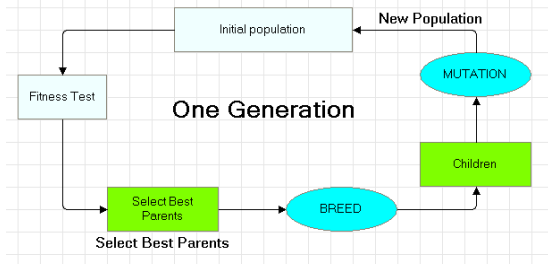 Initial population
New Population
MUTATION
Fitness Test
One Generation
Children
Select Best
Parents
BREED
Select Best Parents